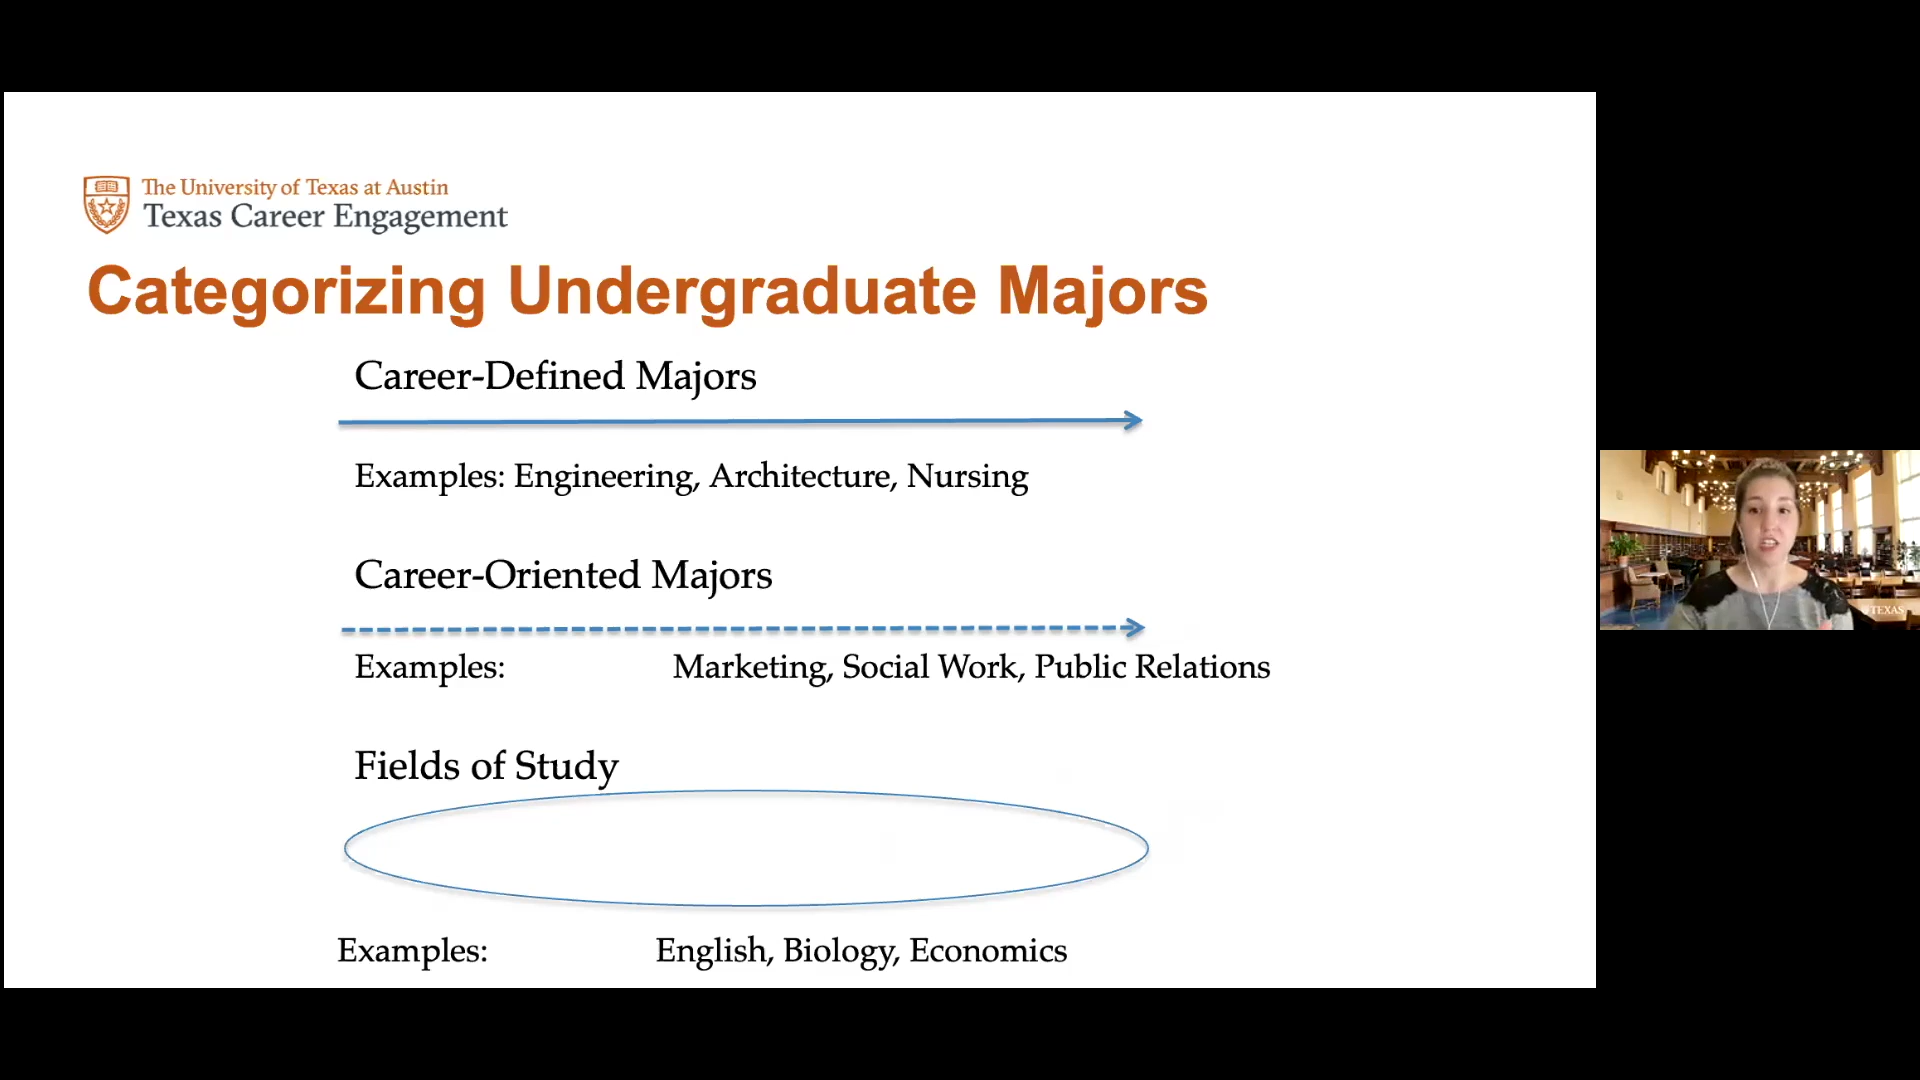 The University of Texas at Austin
Texas Career Engagement
Categorizing Undergraduate Majors
Career-Defined Majors
Examples: Engineering, Architecture, Nursing
Career-Oriented Majors
Examples: Marketing, Social Work, Public Relations
Fields of Study
Examples: English, Biology, Economics
TEXAS